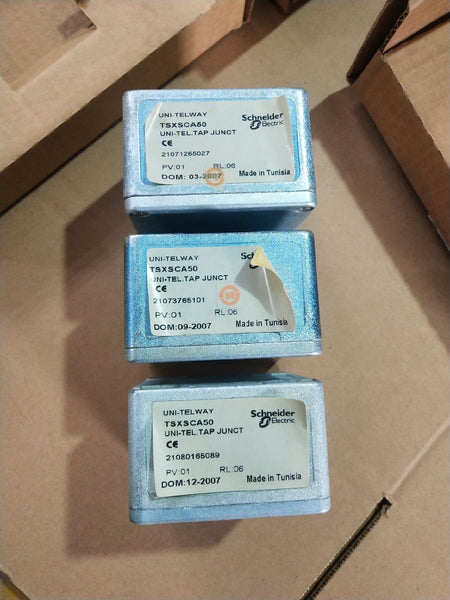 UNI-TELWAY
TSXSCA50
UNI-TEL.TAP JUNCT
CE
21071265027
PV:01 RL:06
DOM: 03-2007
Schneider
Electric
Made in Tunisia
UNI-TELWAY
TSXSCA50
UNI-TEL.TAP JUNCT
CE
21073765101
PV:01 RL:06
DOM:09-2007
Made in Tunisia
UNI-TELWAY
TSXSCA50
UNI-TEL.TAP JUNCT
CE
21080165089
PV:01 RL:06
DOM:12-2007
Schneider
Electric
Made in Tunisia